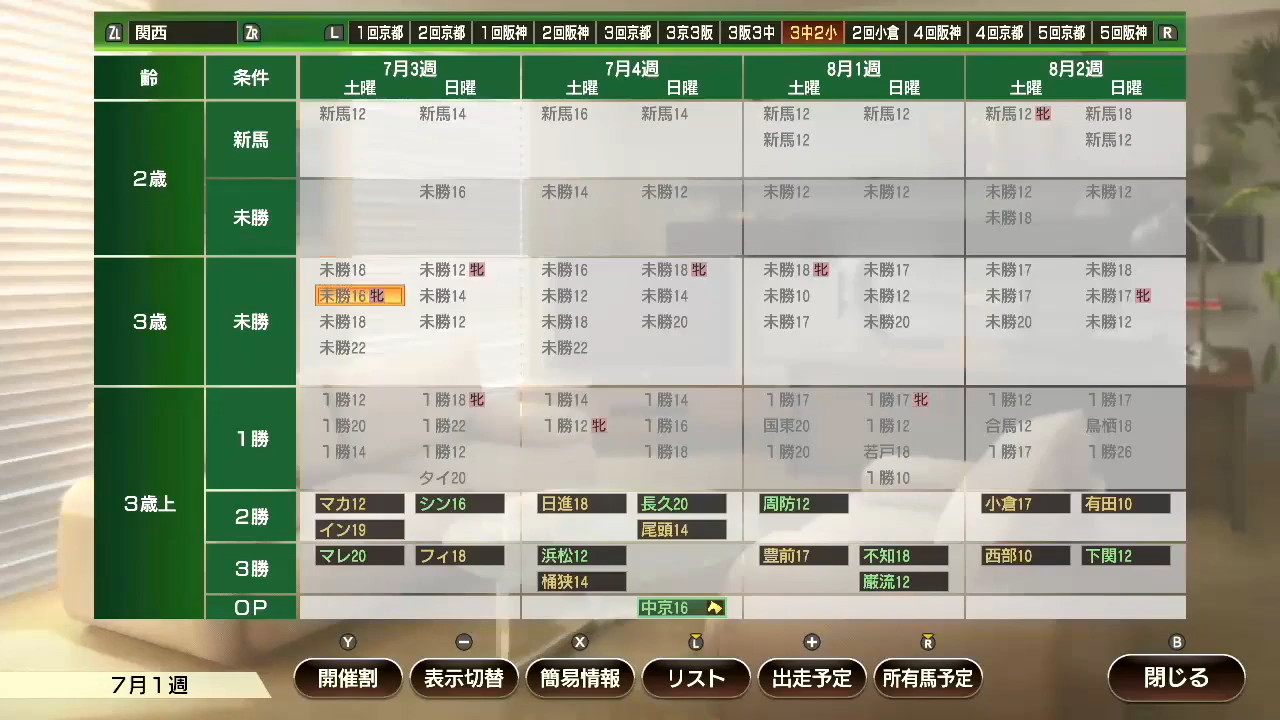 ZL 関西 ZR L 1回京都 2回京都 1回阪神 2回阪神 3回京都 3京3阪 3阪3中 3中2小 2回小倉 4回阪神 4回京都 5回京都 5回阪神 R
齢 条件 7月3週 7月4週 8月1週 8月2週
土曜 日曜 土曜 日曜 土曜 日曜 土曜 日曜
2歳
新馬
新馬12 新馬14 新馬16 新馬14 新馬12 新馬12 新馬12 牝 新馬18
新馬12 新馬12
未勝
未勝16 未勝14 未勝12 未勝12 未勝12 未勝12 未勝12
未勝18
3歳
未勝
未勝18 未勝12 牝 未勝16 未勝18 牝 未勝18 牝 未勝17 未勝17 未勝18
未勝16 牝 未勝14 未勝12 未勝14 未勝10 未勝12 未勝17 未勝17 牝
未勝18 未勝12 未勝18 未勝20 未勝17 未勝20 未勝20 未勝12
未勝22 未勝22
3歳上
1勝
1勝12 1勝18 牝 1勝14 1勝14 1勝17 1勝17 牝 1勝12 1勝17
1勝20 1勝22 1勝12 牝 1勝16 国東20 1勝12 合馬12 鳥栖18
1勝14 1勝12 1勝18 1勝20 若戸18 1勝17 1勝26
タイ20 1勝10
2勝
マカ12 シン16 日進18 長久20 周防12 小倉17 有田10
イン19 尾頭14
3勝
マレ20 フィ18 浜松12 豊前17 不知18 西部10 下関12
桶狭14 巌流12
OP
中京16
Y − X L + R B
開催割 表示切替 簡易情報 リスト 出走予定 所有馬予定 閉じる
7月1週